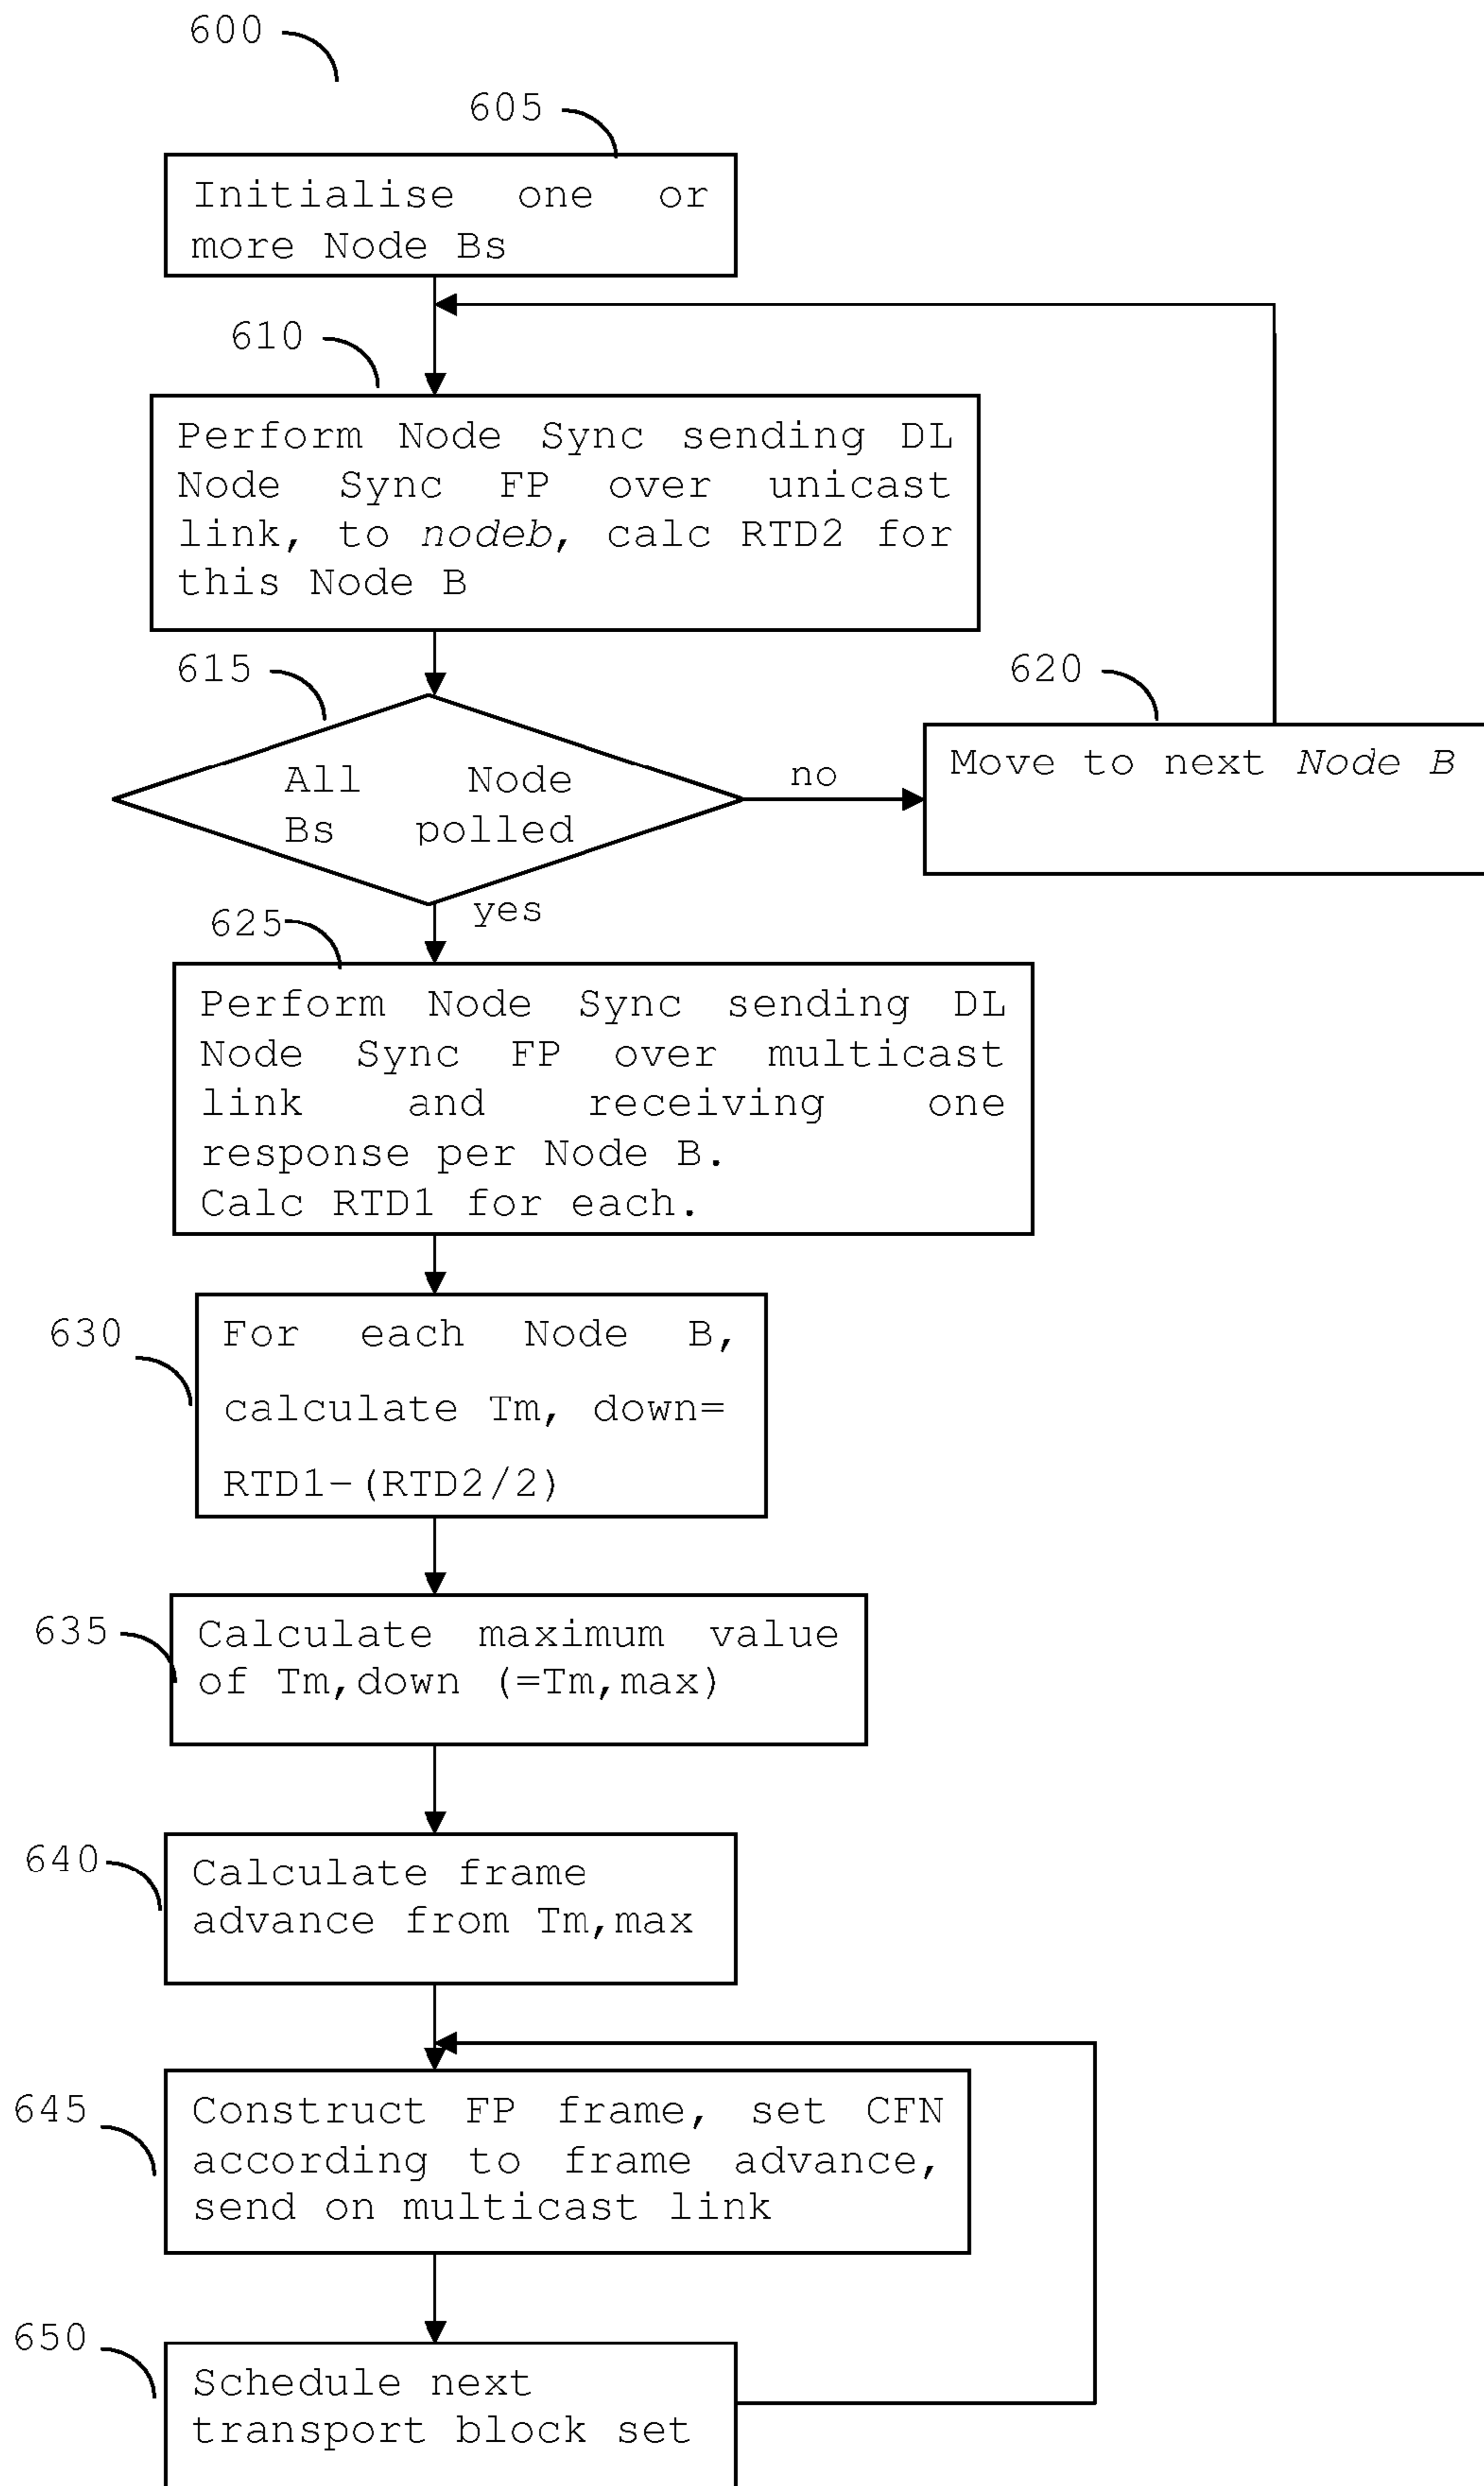 600
605
Initialise one or
more Node Bs
610
Perform Node Sync sending DL
Node Sync FP over unicast
link, to nodeb, calc RTD2 for
this Node B
615
620
All Node
Bs polled
no
Move to next Node B
yes
625
Perform Node Sync sending DL
Node Sync FP over multicast
link and receiving one
response per Node B.
Calc RTD1 for each.
630
For each Node B,
calculate Tm, down=
RTD1-(RTD2/2)
635
Calculate maximum value
of Tm,down (=Tm,max)
640
Calculate frame
advance from Tm,max
645
Construct FP frame, set CFN
according to frame advance,
send on multicast link
650
Schedule next
transport block set